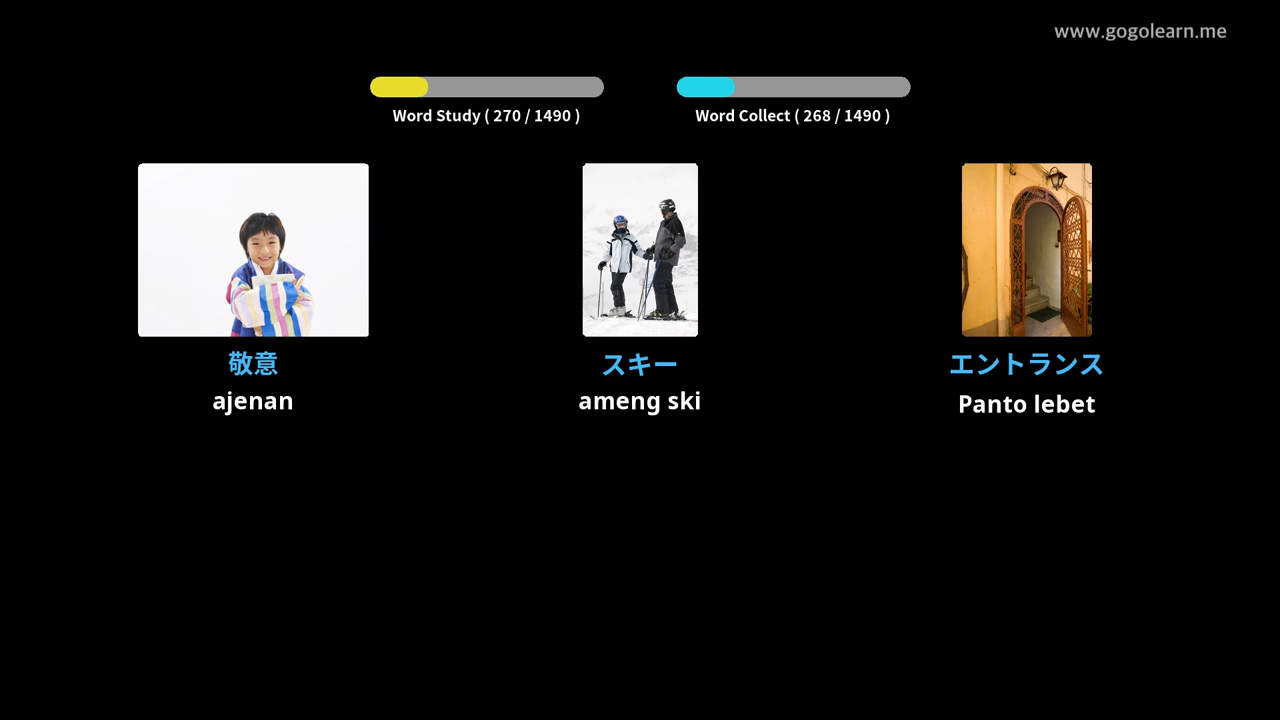 www.gogolearn.me
Word Study ( 270 / 1490 )
Word Collect ( 268 / 1490 )
敬意
スキー
エントランス
ajenan
ameng ski
Panto lebet